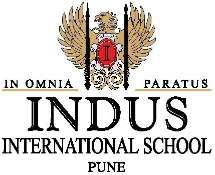 I
IN OMNIA PARATUS
INDUS
INTERNATIONAL SCHOOL
PUNE